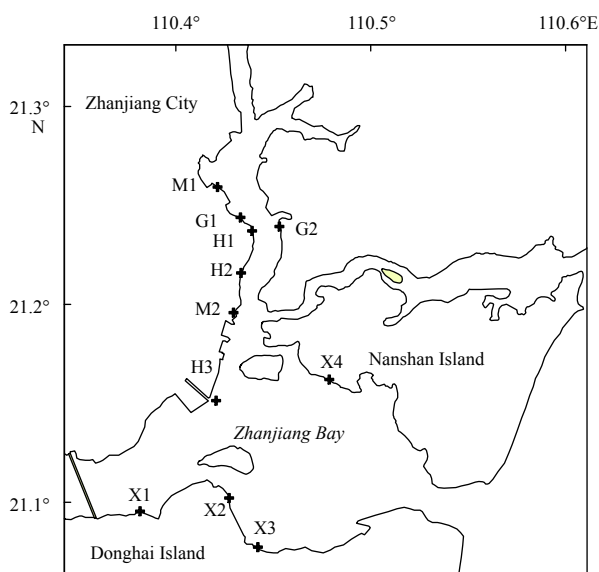 110.4° 110.5° 110.6°E
21.3°
N
Zhanjiang City
M1
G1
G2
H1
H2
21.2°
M2
H3
X4
Nanshan Island
Zhanjiang Bay
21.1°
X1
X2
X3
Donghai Island